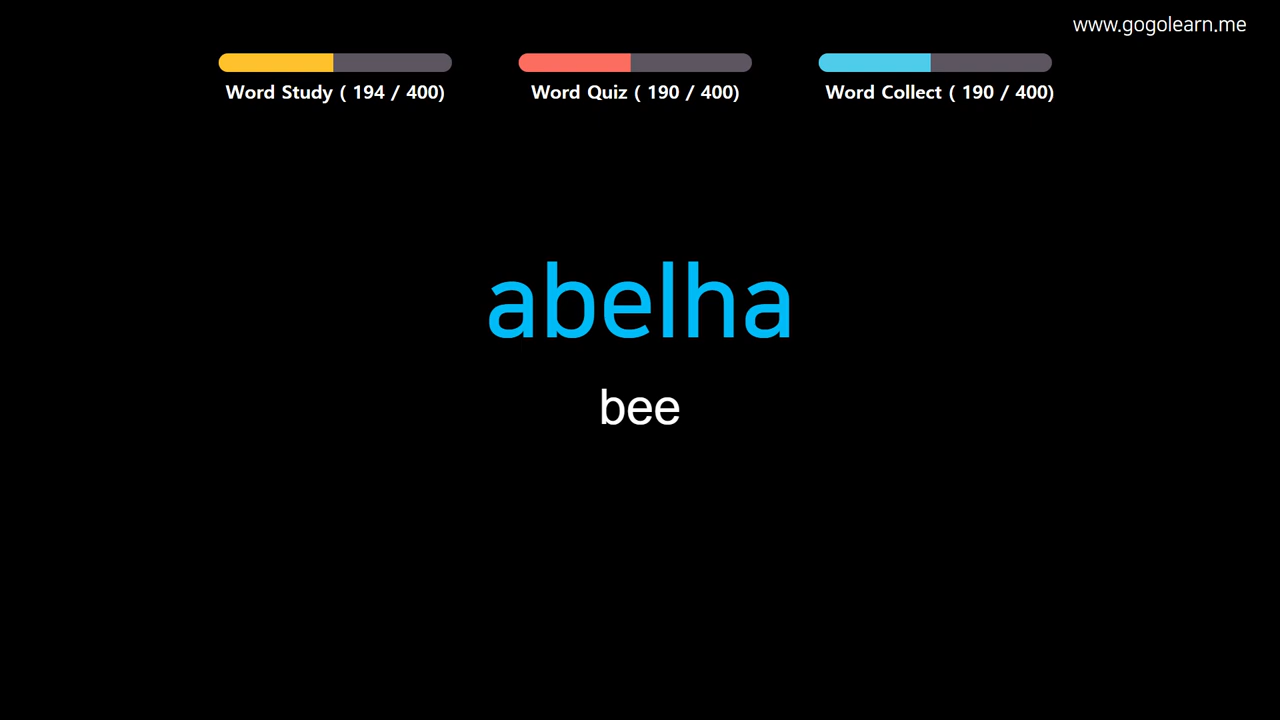 www.gogolearn.me
Word Study ( 194 / 400)
Word Quiz ( 190 / 400)
Word Collect ( 190 / 400)
abelha
bee